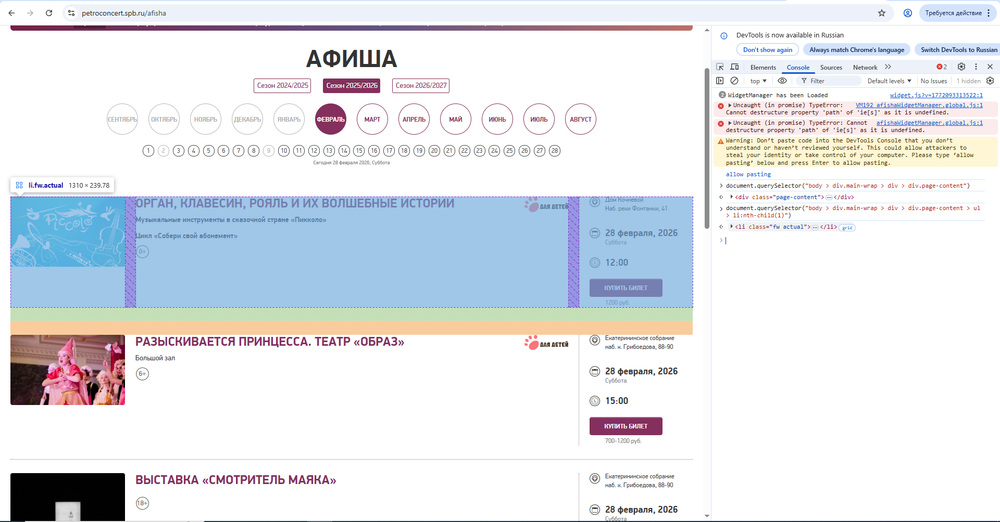 petroconcert.spb.ru/afisha
Требуется действие
АФИША
Сезон 2024/2025
Сезон 2025/2026
Сезон 2026/2027
СЕНТЯБРЬ
ОКТЯБРЬ
НОЯБРЬ
ДЕКАБРЬ
ЯНВАРЬ
ФЕВРАЛЬ
МАРТ
АПРЕЛЬ
МАЙ
ИЮНЬ
ИЮЛЬ
АВГУСТ
1 2 3 4 5 6 7 8 9 10 11 12 13 14 15 16 17 18 19 20 21 22 23 24 25 26 27 28
Сегодня 28 февраля 2026, Суббота
li.fw.actual 1310 × 239.78
Piccolo
ОРГАН, КЛАВЕСИН, РОЯЛЬ И ИХ ВОЛШЕБНЫЕ ИСТОРИИ
Музыкальные инструменты в сказочной стране «Пикколо»
Цикл «Собери свой абонемент»
0+
ДЛЯ ДЕТЕЙ
Дом Кочневой
Наб. реки Фонтанки, 41
28 февраля, 2026
Суббота
12:00
КУПИТЬ БИЛЕТ
1200 руб.
РАЗЫСКИВАЕТСЯ ПРИНЦЕССА. ТЕАТР «ОБРАЗ»
Большой зал
6+
ДЛЯ ДЕТЕЙ
Екатерининское собрание
наб. к. Грибоедова, 88-90
28 февраля, 2026
Суббота
15:00
КУПИТЬ БИЛЕТ
700-1200 руб.
ВЫСТАВКА «СМОТРИТЕЛЬ МАЯКА»
18+
Екатерининское собрание
наб. к. Грибоедова, 88-90
28 февраля, 2026
Суббота
DevTools is now available in Russian
Don't show again
Always match Chrome's language
Switch DevTools to Russian
Elements
Console
Sources
Network
2
top
Filter
Default levels
No Issues
1 hidden
2 WidgetManager has been Loaded widget.js?v=1772093313522:1
Uncaught (in promise) TypeError: VM192 afishaWidgetManager.global.js:1
Cannot destructure property 'path' of 'ie[s]' as it is undefined.
Uncaught (in promise) TypeError: Cannot afishaWidgetManager.global.js:1
destructure property 'path' of 'ie[s]' as it is undefined.
Warning: Don’t paste code into the DevTools Console that you don’t
understand or haven’t reviewed yourself. This could allow attackers to
steal your identity or take control of your computer. Please type ‘allow
pasting’ below and press Enter to allow pasting.
allow pasting
document.querySelector("body > div.main-wrap > div > div.page-content")
<div class="page-content">…</div>
document.querySelector("body > div.main-wrap > div > div.page-content > ul
> li:nth-child(1)")
<li class="fw actual">…</li> grid